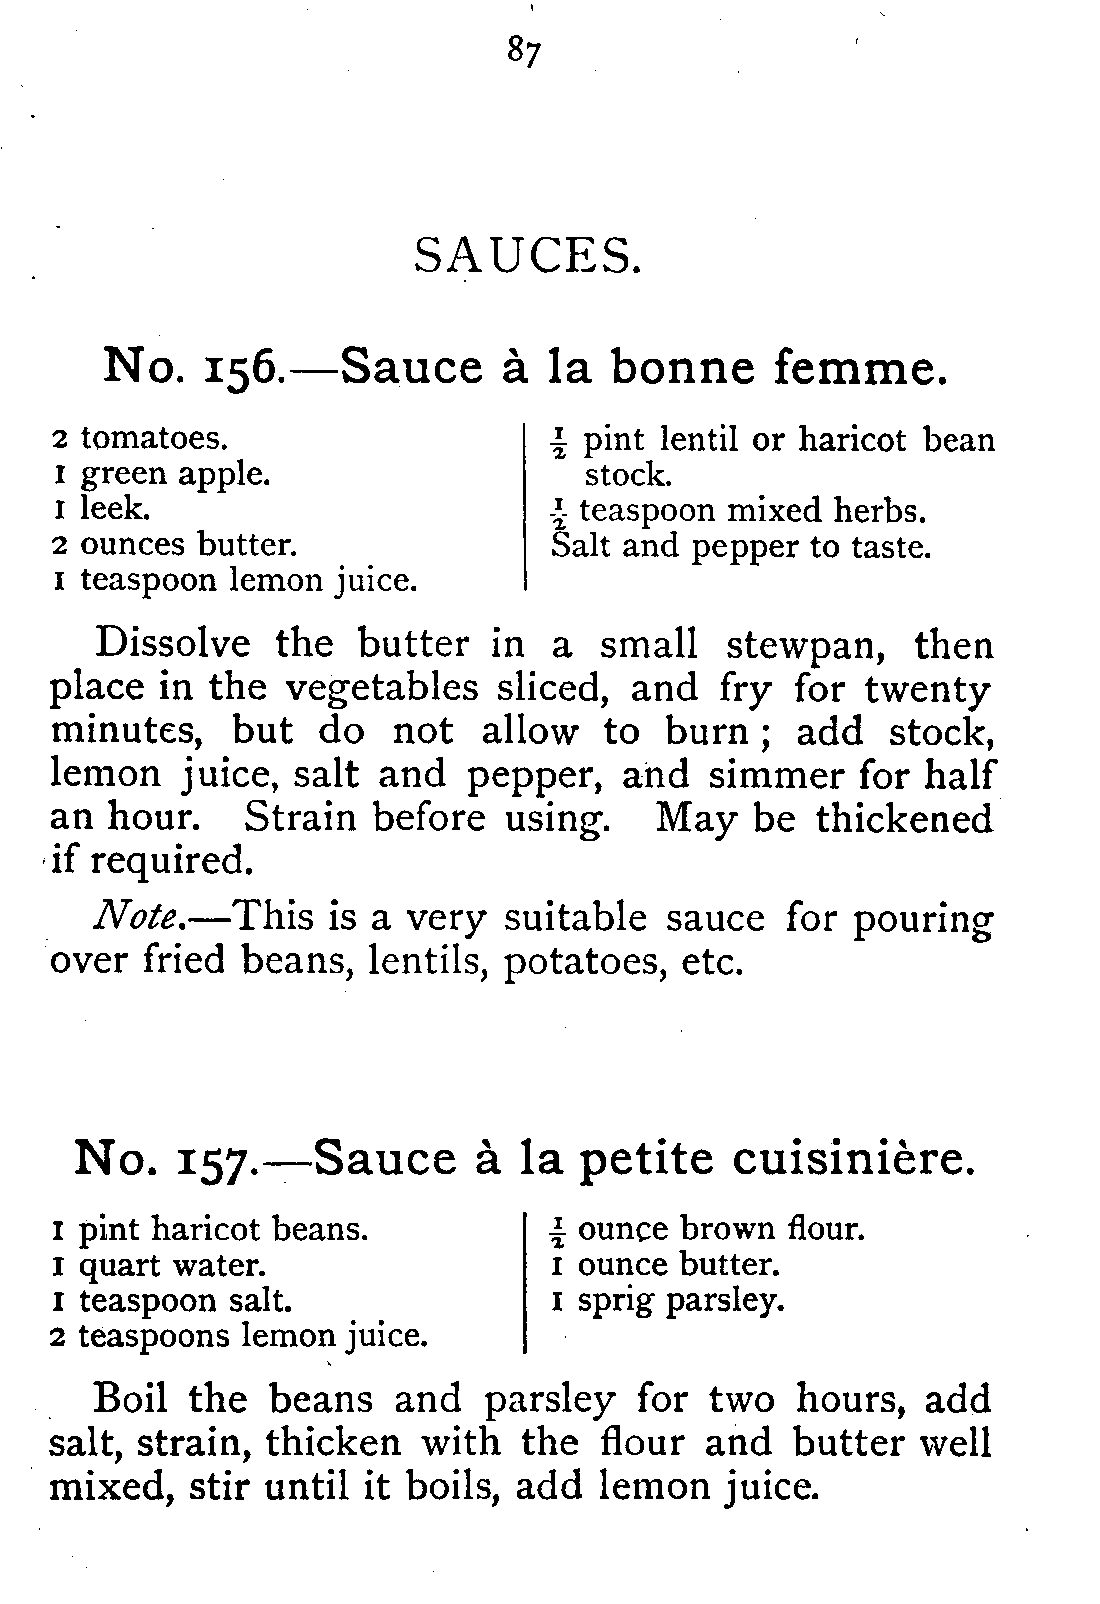 87
SAUCES.
No. 156.—Sauce à la bonne femme.
2 tomatoes.
1 green apple.
1 leek.
2 ounces butter.
1 teaspoon lemon juice.
½ pint lentil or haricot bean
stock.
½ teaspoon mixed herbs.
Salt and pepper to taste.
Dissolve the butter in a small stewpan, then
place in the vegetables sliced, and fry for twenty
minutes, but do not allow to burn; add stock,
lemon juice, salt and pepper, and simmer for half
an hour. Strain before using. May be thickened
if required.
Note.—This is a very suitable sauce for pouring
over fried beans, lentils, potatoes, etc.
No. 157.—Sauce à la petite cuisinière.
1 pint haricot beans.
1 quart water.
1 teaspoon salt.
2 teaspoons lemon juice.
½ ounce brown flour.
1 ounce butter.
1 sprig parsley.
Boil the beans and parsley for two hours, add
salt, strain, thicken with the flour and butter well
mixed, stir until it boils, add lemon juice.